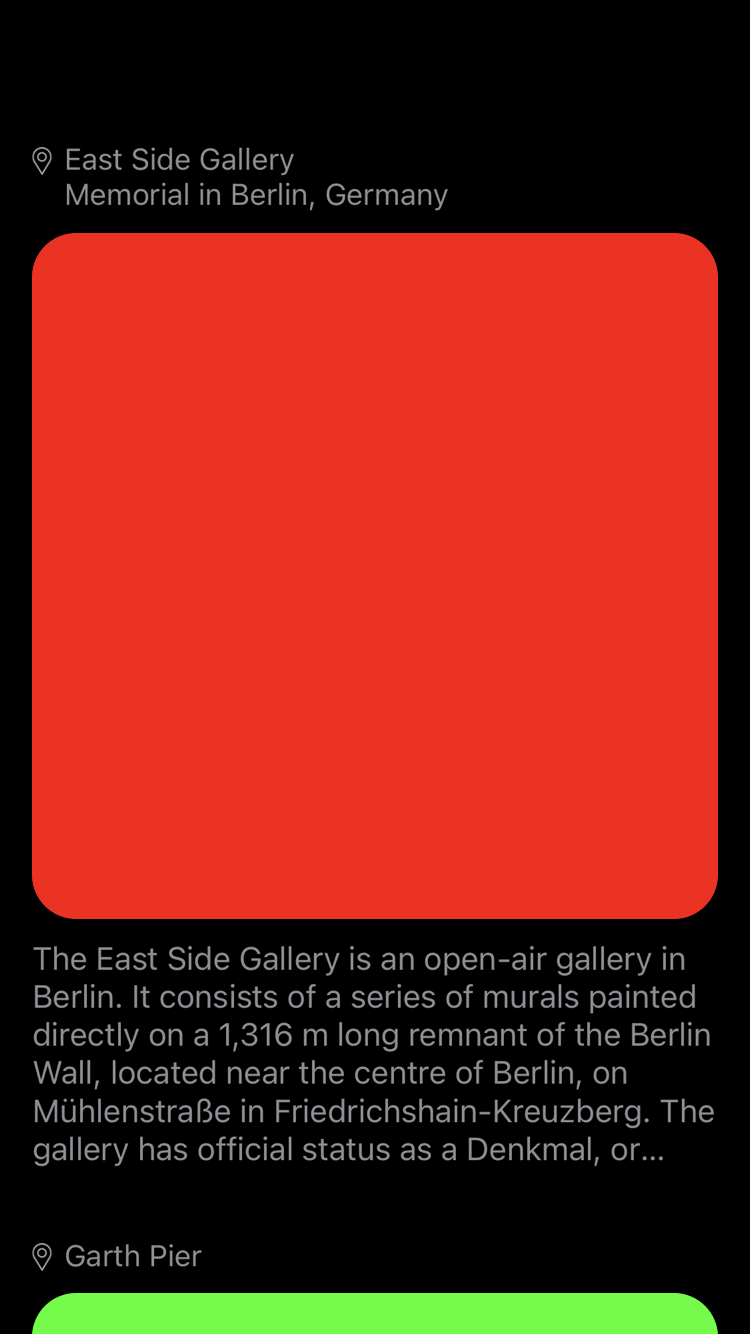 East Side Gallery
Memorial in Berlin, Germany
The East Side Gallery is an open-air gallery in
Berlin. It consists of a series of murals painted
directly on a 1,316 m long remnant of the Berlin
Wall, located near the centre of Berlin, on
Mühlenstraße in Friedrichshain-Kreuzberg. The
gallery has official status as a Denkmal, or...
Garth Pier